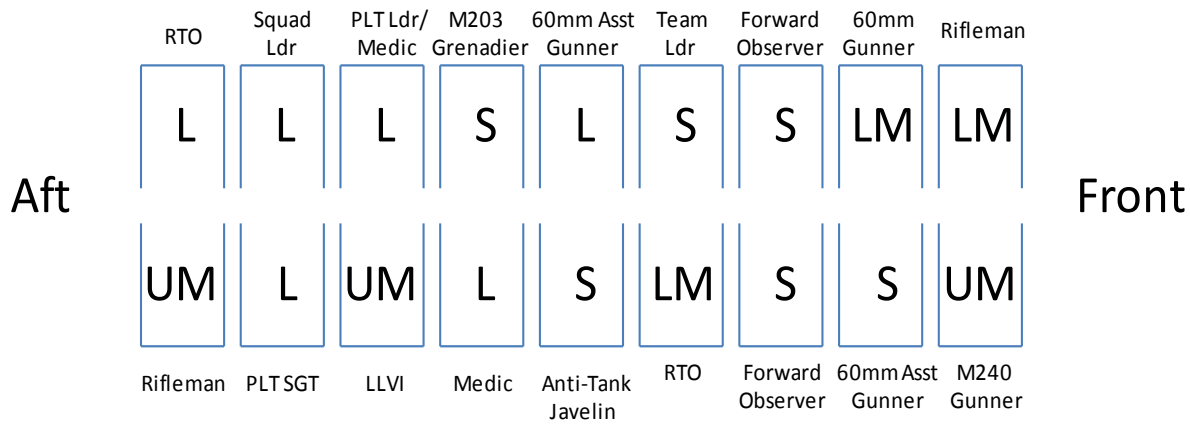 RTO
Squad
Ldr
PLT Ldr/
Medic
M203
Grenadier
60mm Asst
Gunner
Team
Ldr
Forward
Observer
60mm
Gunner
Rifleman
L
L
L
S
L
S
S
LM
LM
Aft
Front
UM
L
UM
L
S
LM
S
S
UM
Rifleman
PLT SGT
LLVI
Medic
Anti-Tank
Javelin
RTO
Forward
Observer
60mm Asst
Gunner
M240
Gunner